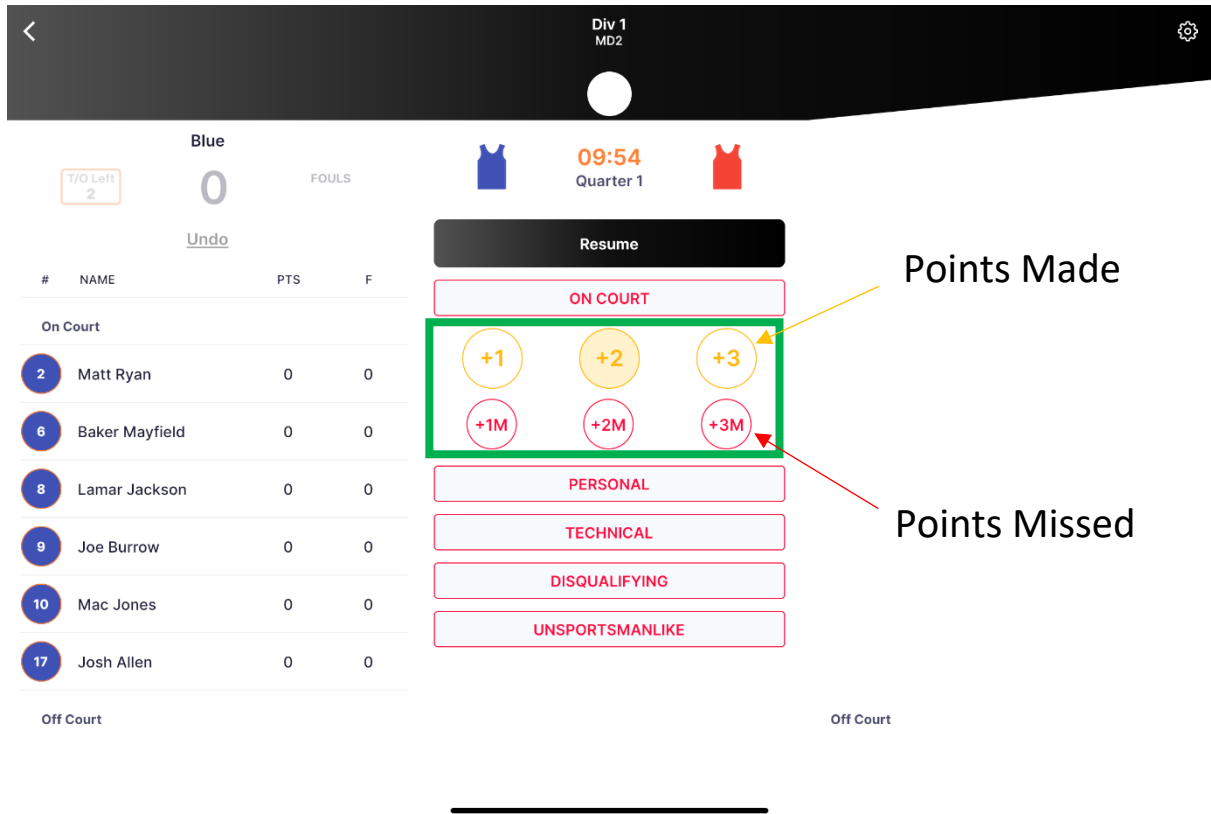 Div 1
MD2
Blue
T/O Left
2
0
FOULS
Undo
# NAME PTS F
On Court
2 Matt Ryan 0 0
6 Baker Mayfield 0 0
8 Lamar Jackson 0 0
9 Joe Burrow 0 0
10 Mac Jones 0 0
17 Josh Allen 0 0
Off Court
09:54
Quarter 1
Resume
ON COURT
+1 +2 +3
+1M +2M +3M
PERSONAL
TECHNICAL
DISQUALIFYING
UNSPORTSMANLIKE
Points Made
Points Missed
Off Court